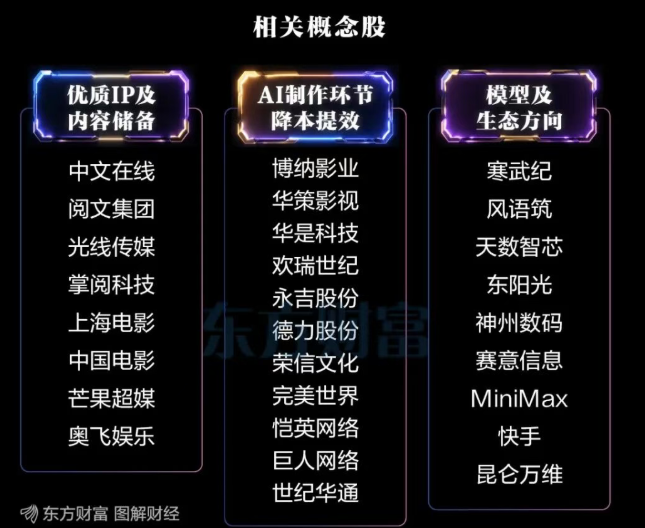 相关概念股
优质IP及
内容储备
中文在线
阅文集团
光线传媒
掌阅科技
上海电影
中国电影
芒果超媒
奥飞娱乐
AI制作环节
降本提效
博纳影业
华策影视
华是科技
欢瑞世纪
永吉股份
德力股份
荣信文化
完美世界
恺英网络
巨人网络
世纪华通
模型及
生态方向
寒武纪
风语筑
天数智芯
东阳光
神州数码
赛意信息
MiniMax
快手
昆仑万维
东方财富
东方财富 图解财经